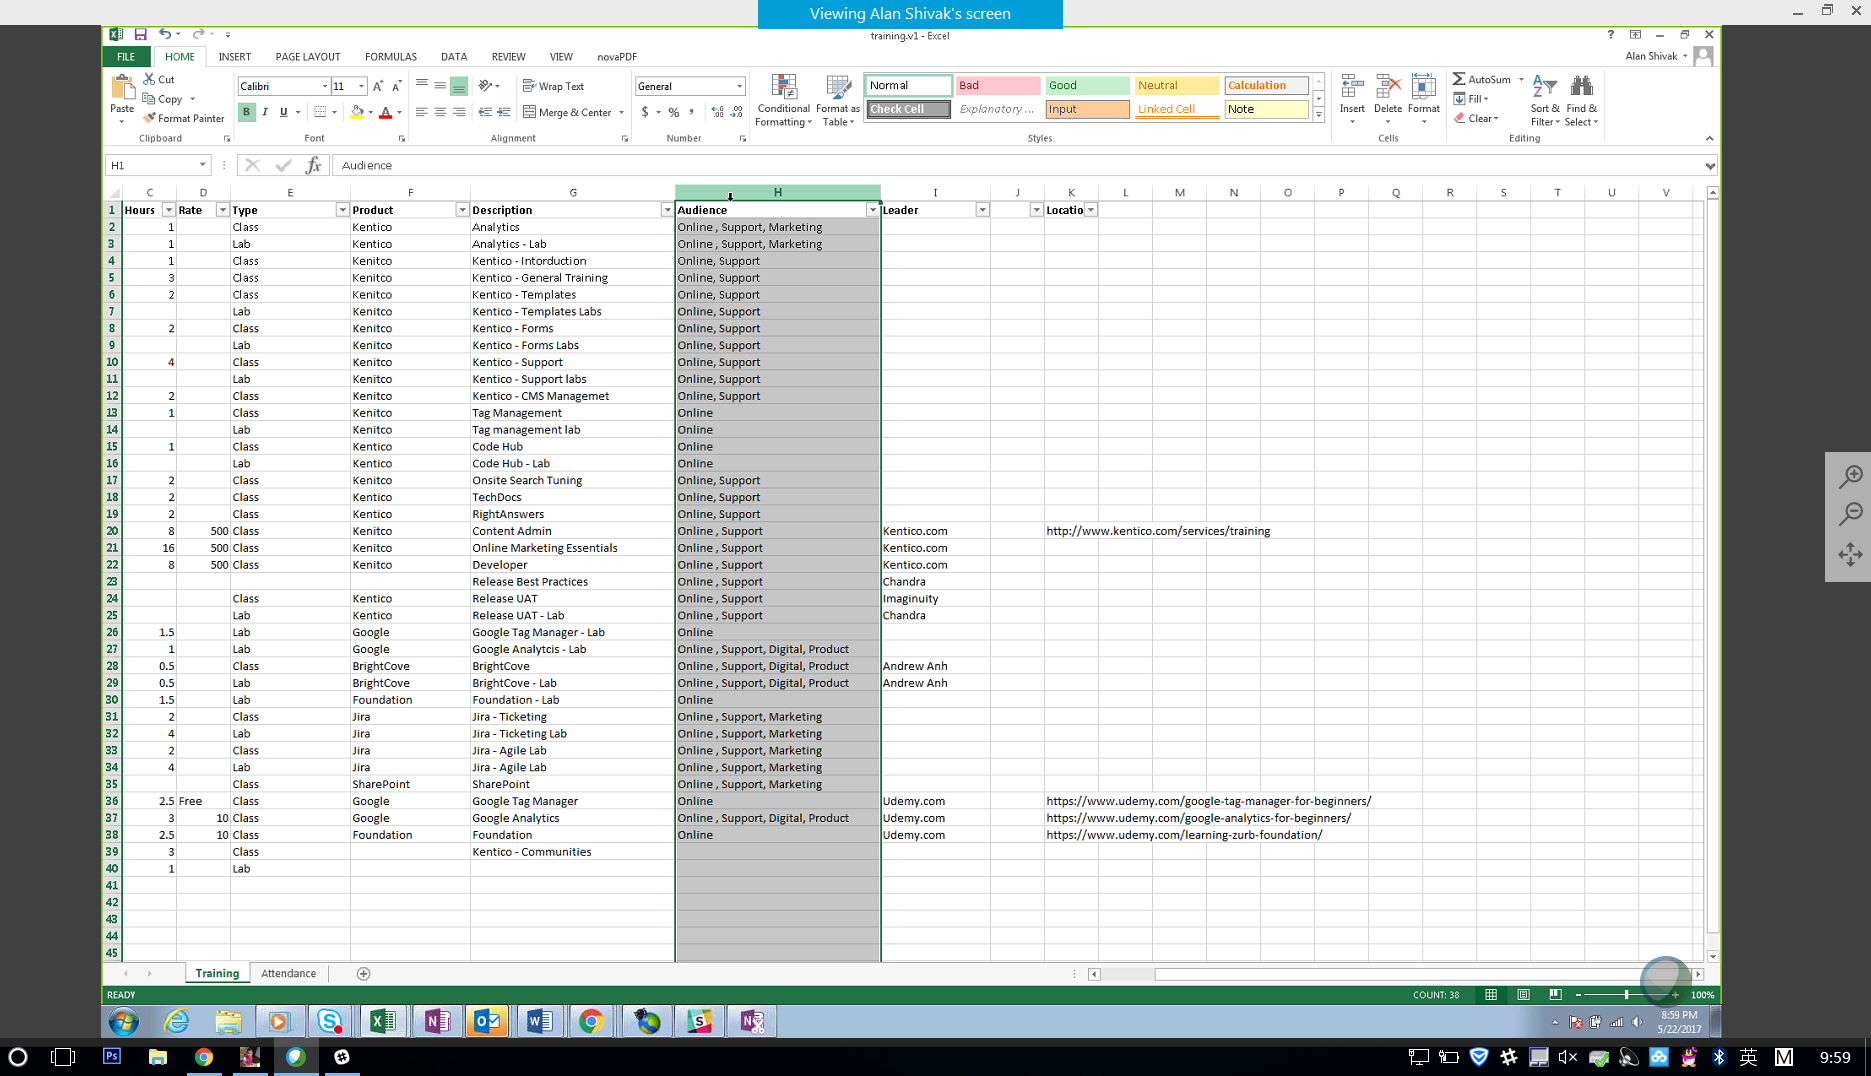 Viewing Alan Shivak's screen
training.v1 - Excel
FILE HOME INSERT PAGE LAYOUT FORMULAS DATA REVIEW VIEW novaPDF
Alan Shivak
Paste Cut Copy Format Painter
Calibri 11 B I U
Wrap Text Merge & Center
General $ %
Conditional Formatting Format as Table
Normal Bad Good Neutral Calculation
Check Cell Explanatory ... Input Linked Cell Note
Insert Delete Format
AutoSum Fill Clear Sort & Filter Find & Select
Clipboard Font Alignment Number Styles Cells Editing
H1 fx Audience
C D E F G H I J K L M N O P Q R S T U V
1 Hours Rate Type Product Description Audience Leader Locatio
2 1 Class Kentico Analytics Online , Support, Marketing
3 1 Lab Kentico Analytics - Lab Online , Support, Marketing
4 1 Class Kenitco Kentico - Intorduction Online, Support
5 3 Class Kenitco Kentico - General Training Online, Support
6 2 Class Kenitco Kentico - Templates Online, Support
7 Lab Kenitco Kentico - Templates Labs Online, Support
8 2 Class Kenitco Kentico - Forms Online, Support
9 Lab Kenitco Kentico - Forms Labs Online, Support
10 4 Class Kenitco Kentico - Support Online, Support
11 Lab Kenitco Kentico - Support labs Online, Support
12 2 Class Kenitco Kentico - CMS Managemet Online, Support
13 1 Class Kenitco Tag Management Online
14 Lab Kentico Tag management lab Online
15 1 Class Kentico Code Hub Online
16 Lab Kentico Code Hub - Lab Online
17 2 Class Kentico Onsite Search Tuning Online, Support
18 2 Class Kentico TechDocs Online, Support
19 2 Class Kentico RightAnswers Online, Support
20 8 500 Class Kenitco Content Admin Online , Support Kentico.com http://www.kentico.com/services/training
21 16 500 Class Kenitco Online Marketing Essentials Online , Support Kentico.com
22 8 500 Class Kenitco Developer Online , Support Kentico.com
23 Release Best Practices Online , Support Chandra
24 Class Kentico Release UAT Online , Support Imaginuity
25 Lab Kentico Release UAT - Lab Online , Support Chandra
26 1.5 Lab Google Google Tag Manager - Lab Online
27 1 Lab Google Google Analytcis - Lab Online , Support, Digital, Product
28 0.5 Class BrightCove BrightCove Online , Support, Digital, Product Andrew Anh
29 0.5 Lab BrightCove BrightCove - Lab Online , Support, Digital, Product Andrew Anh
30 1.5 Lab Foundation Foundation - Lab Online
31 2 Class Jira Jira - Ticketing Online , Support, Marketing
32 4 Lab Jira Jira - Ticketing Lab Online , Support, Marketing
33 2 Class Jira Jira - Agile Lab Online , Support, Marketing
34 4 Lab Jira Jira - Agile Lab Online , Support, Marketing
35 Class SharePoint SharePoint Online , Support, Marketing
36 2.5 Free Class Google Google Tag Manager Online Udemy.com https://www.udemy.com/google-tag-manager-for-beginners/
37 3 10 Class Google Google Analytics Online , Support, Digital, Product Udemy.com https://www.udemy.com/google-analytics-for-beginners/
38 2.5 10 Class Foundation Foundation Online Udemy.com https://www.udemy.com/learning-zurb-foundation/
39 3 Class Kentico - Communities
40 1 Lab
41
42
43
44
45
Training Attendance
READY COUNT: 38 100%
8:59 PM
5/22/2017
Ps 英 M 9:59